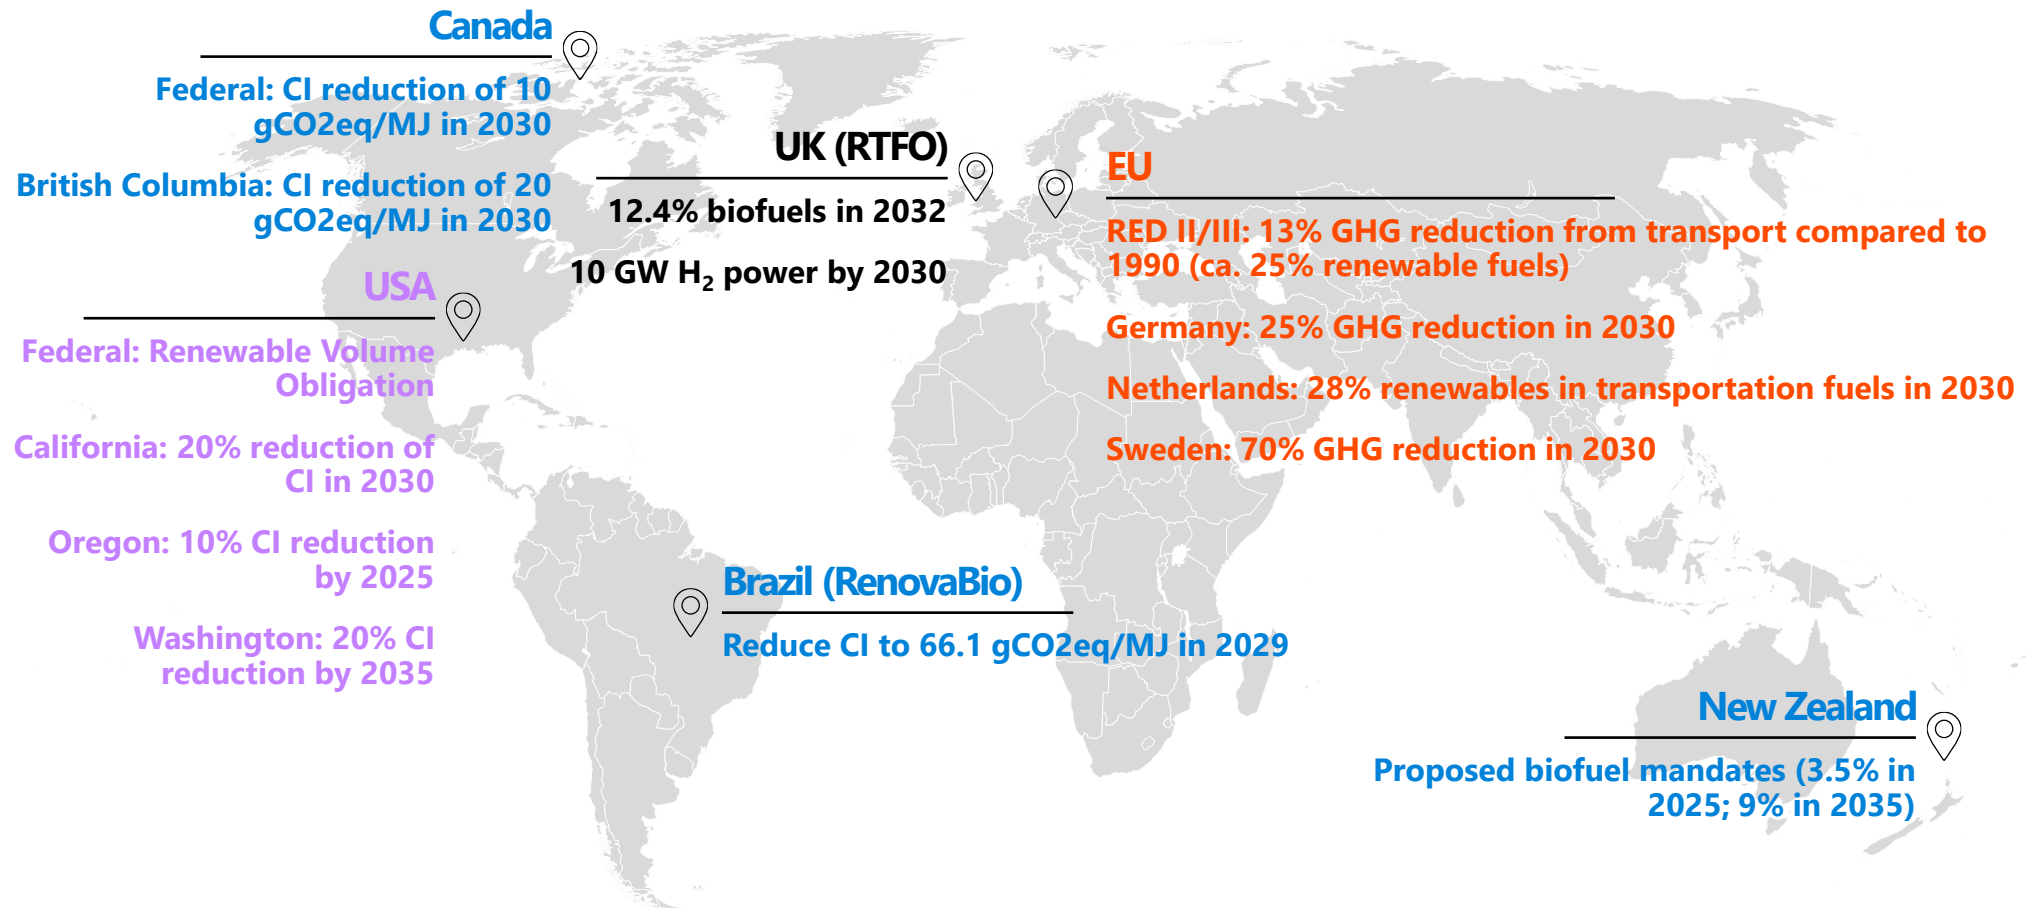 Canada
Federal: CI reduction of 10
gCO2eq/MJ in 2030
British Columbia: CI reduction of 20
gCO2eq/MJ in 2030
USA
Federal: Renewable Volume
Obligation
California: 20% reduction of
CI in 2030
Oregon: 10% CI reduction
by 2025
Washington: 20% CI
reduction by 2035
UK (RTFO)
12.4% biofuels in 2032
10 GW H₂ power by 2030
EU
RED II/III: 13% GHG reduction from transport compared to
1990 (ca. 25% renewable fuels)
Germany: 25% GHG reduction in 2030
Netherlands: 28% renewables in transportation fuels in 2030
Sweden: 70% GHG reduction in 2030
Brazil (RenovaBio)
Reduce CI to 66.1 gCO2eq/MJ in 2029
New Zealand
Proposed biofuel mandates (3.5% in
2025; 9% in 2035)